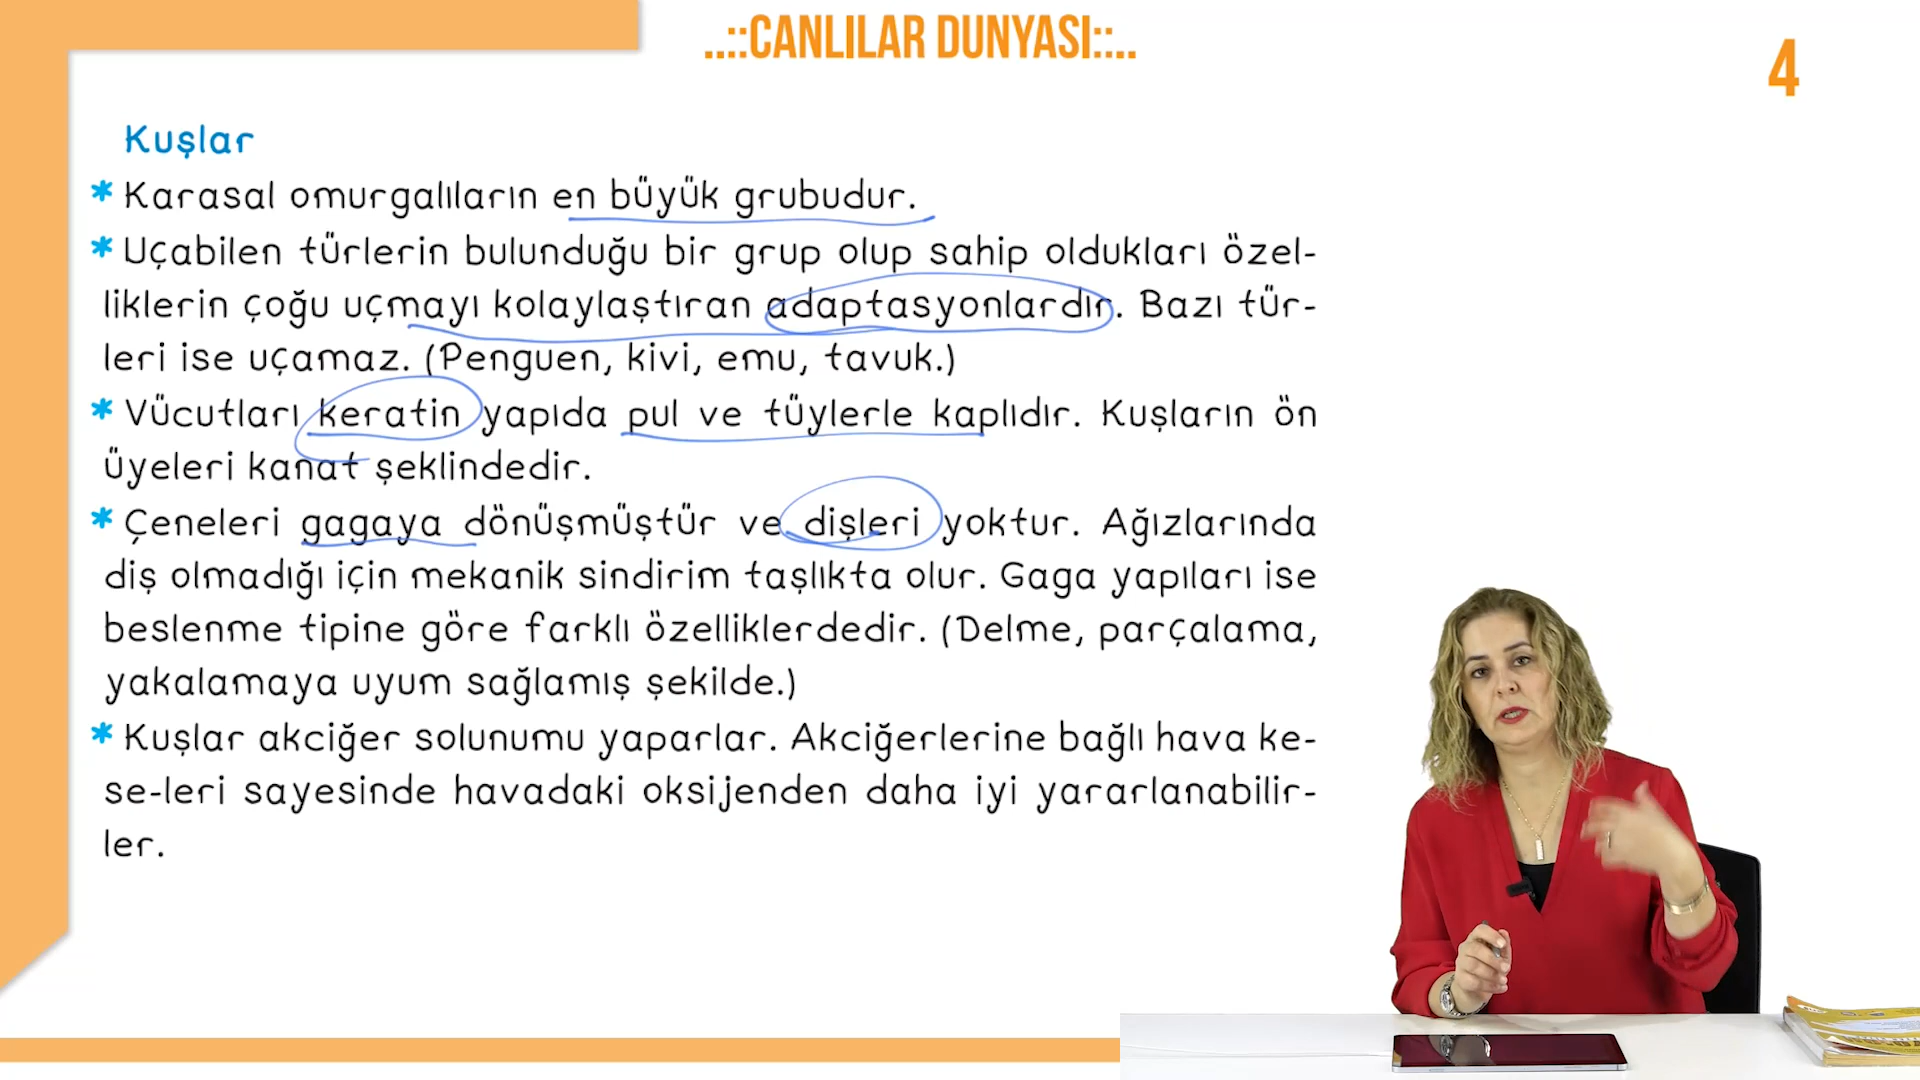 ..::CANLILAR DUNYASI::..
4
Kuşlar
* Karasal omurgalıların en büyük grubudur.
* Uçabilen türlerin bulunduğu bir grup olup sahip oldukları özel-
liklerin çoğu uçmayı kolaylaştıran adaptasyonlardır. Bazı tür-
leri ise uçamaz. (Penguen, kivi, emu, tavuk.)
* Vücutları keratin yapıda pul ve tüylerle kaplıdır. Kuşların ön
üyeleri kanat şeklindedir.
* Çeneleri gagaya dönüşmüştür ve dişleri yoktur. Ağızlarında
diş olmadığı için mekanik sindirim taşlıkta olur. Gaga yapıları ise
beslenme tipine göre farklı özelliklerdedir. (Delme, parçalama,
yakalamaya uyum sağlamış şekilde.)
* Kuşlar akciğer solunumu yaparlar. Akciğerlerine bağlı hava ke-
se-leri sayesinde havadaki oksijenden daha iyi yararlanabilir-
ler.